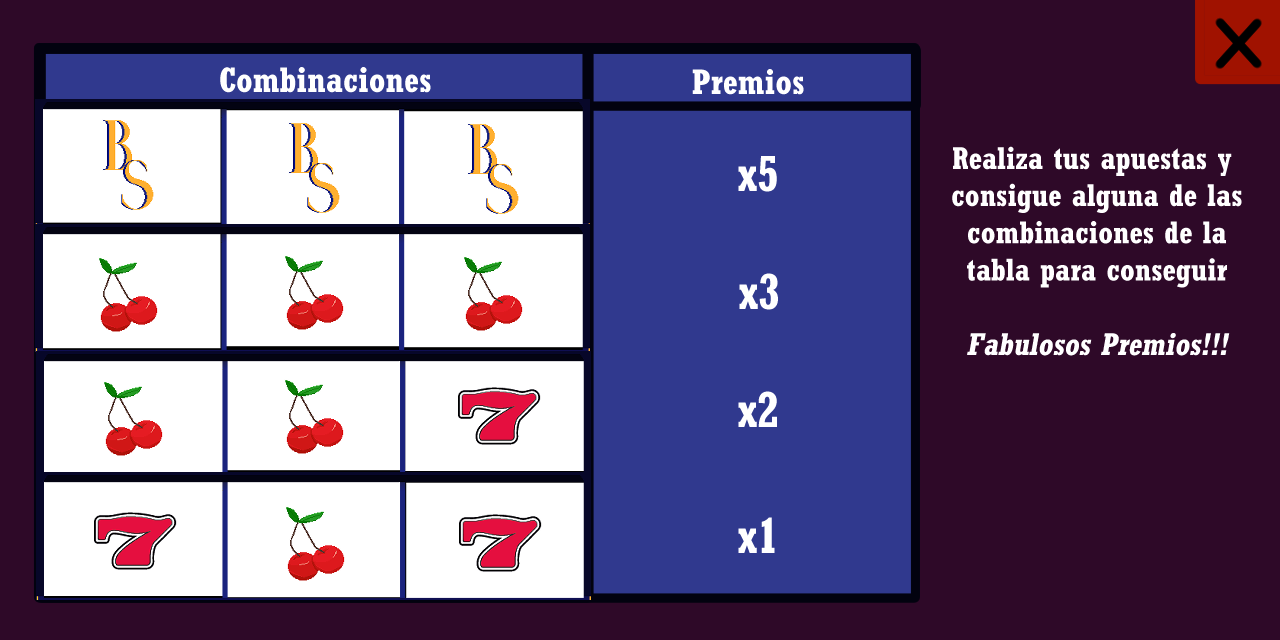 Combinaciones Premios
BS BS BS x5
x3
7 x2
7 7 x1
Realiza tus apuestas y
consigue alguna de las
combinaciones de la
tabla para conseguir
Fabulosos Premios!!!